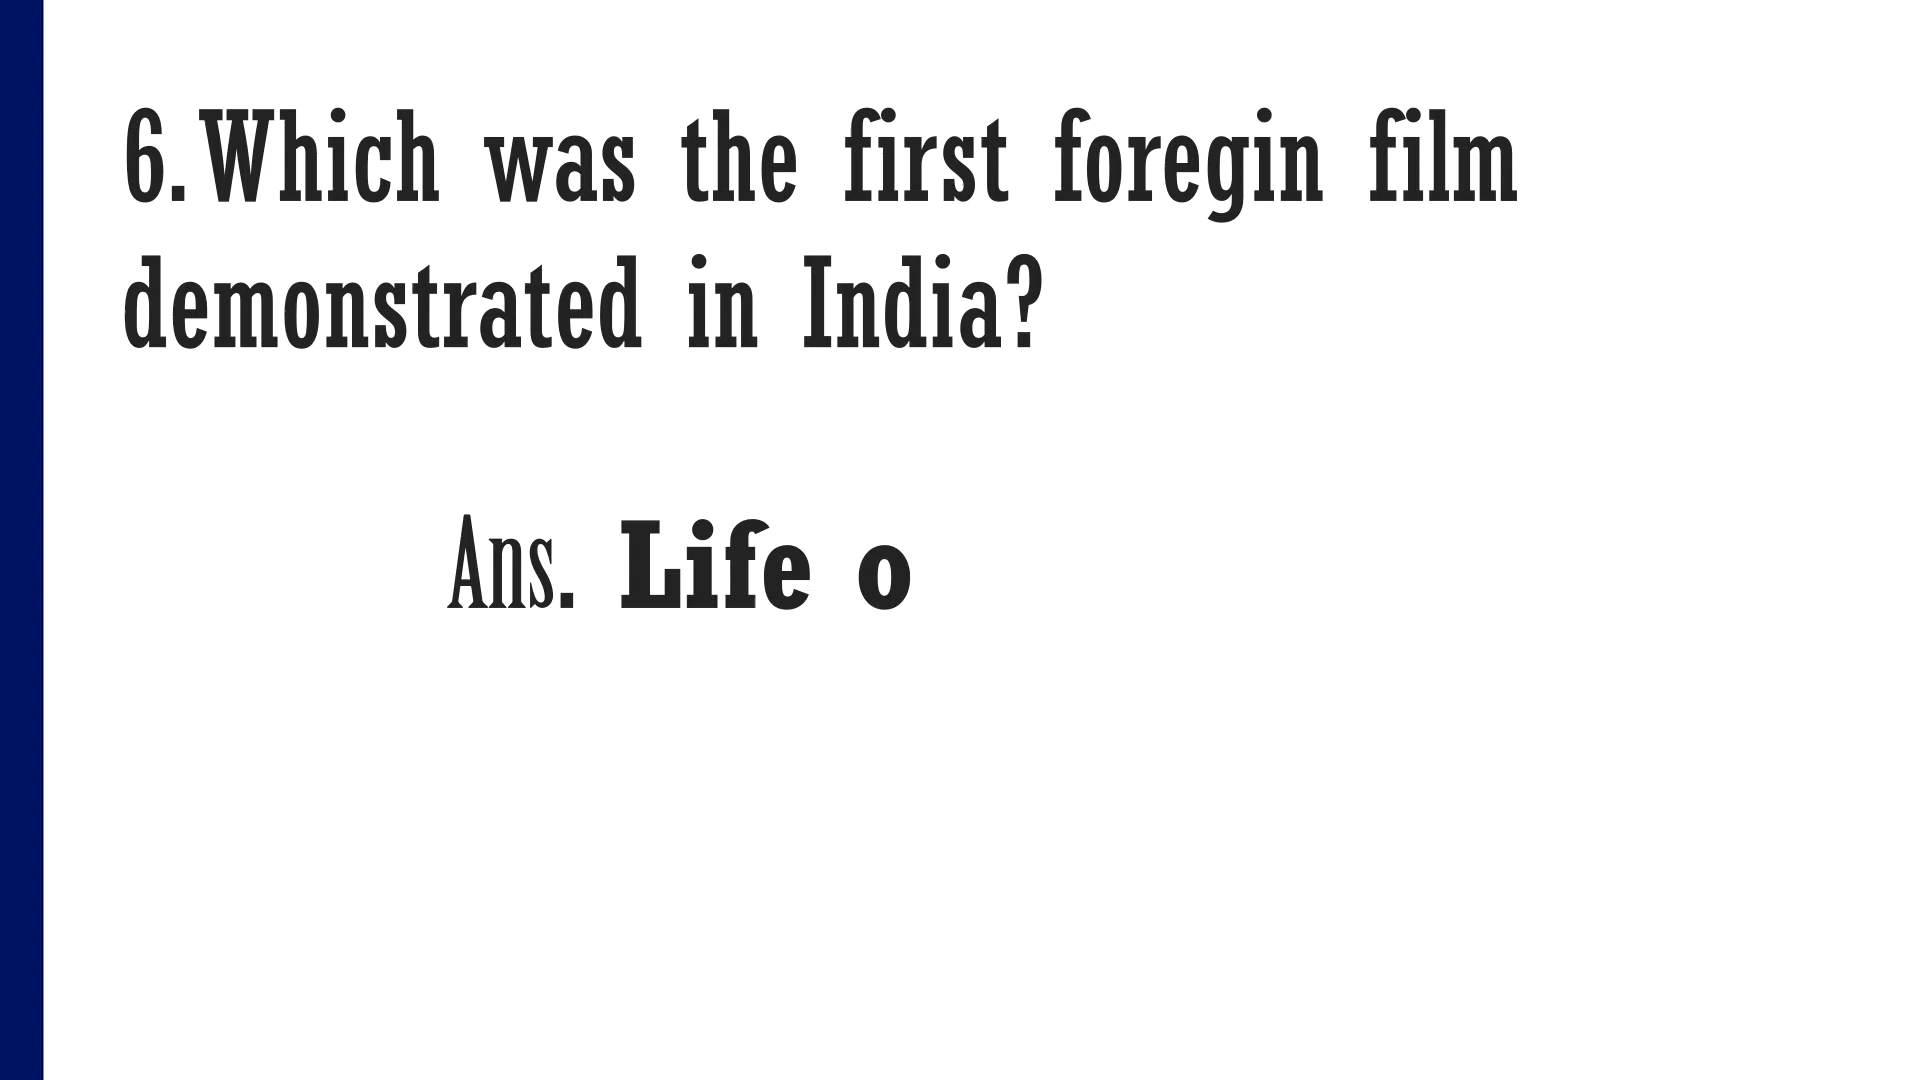 6. Which was the first foregin film
demonstrated in India?
Ans. Life o